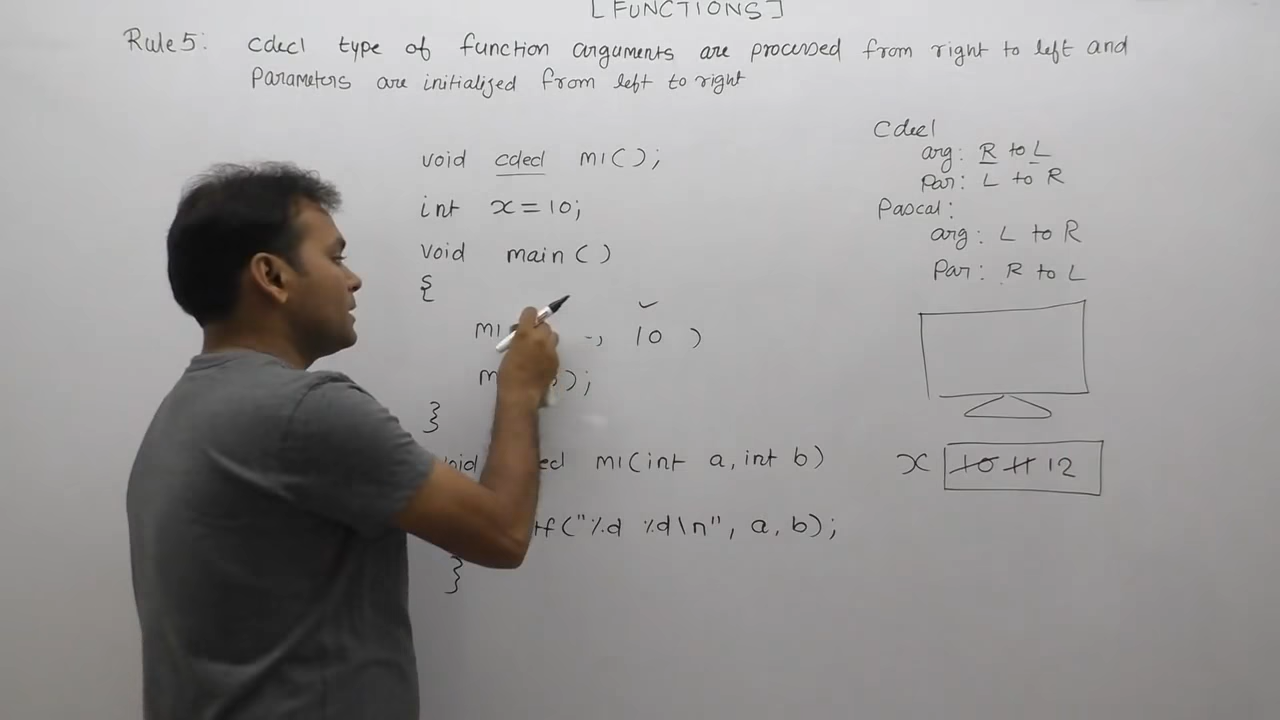 [FUNCTIONS]
Rule 5: Cdecl type of function arguments are processed from right to left and
Parameters are initialized from left to right
void cdecl m1();
int x = 10;
void main()
{
m1 -, 10 )
m );
}
void m1(int a, int b)
("%d %d\n", a, b);
}
Cdecl
arg: R to L
Par: L to R
Pascal:
arg: L to R
Par: R to L
x 10 11 12